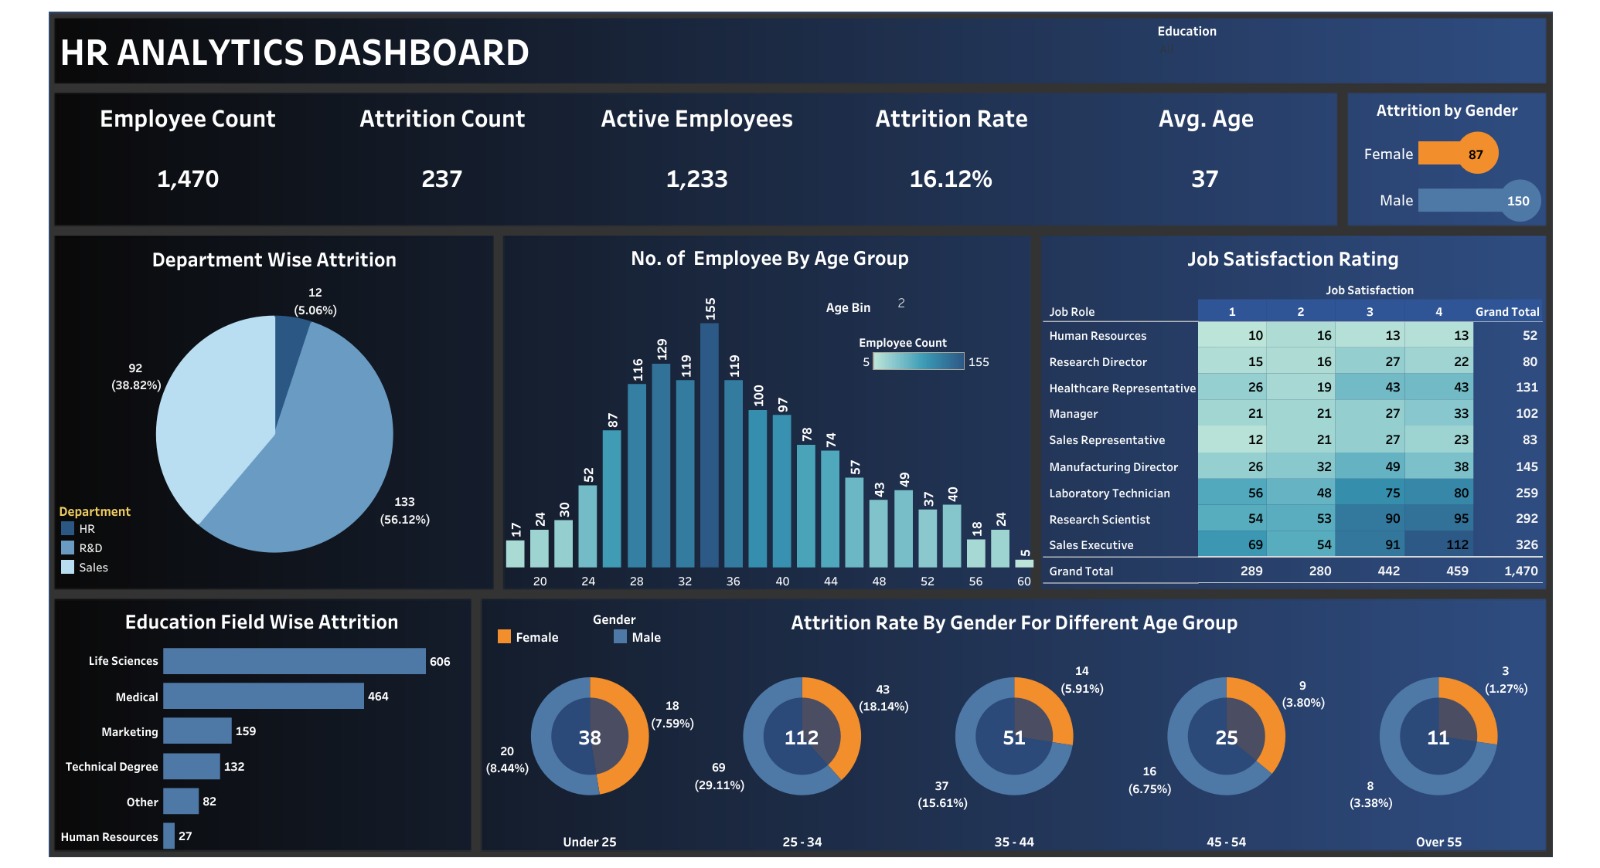 HR ANALYTICS DASHBOARD
Education
Employee Count
Attrition Count
Active Employees
Attrition Rate
Avg. Age
1,470
237
1,233
16.12%
37
Attrition by Gender
Female 87
Male 150
Department Wise Attrition
12
(5.06%)
92
(38.82%)
133
(56.12%)
Department
HR
R&D
Sales
No. of Employee By Age Group
Age Bin 2
Employee Count
5 155
17 24 30 52 87 116 129 119 155 119 100 97 78 74 57 43 49 37 40 18 24 5
20 24 28 32 36 40 44 48 52 56 60
Job Satisfaction Rating
Job Satisfaction
Job Role 1 2 3 4 Grand Total
Human Resources 10 16 13 13 52
Research Director 15 16 27 22 80
Healthcare Representative 26 19 43 43 131
Manager 21 21 27 33 102
Sales Representative 12 21 27 23 83
Manufacturing Director 26 32 49 38 145
Laboratory Technician 56 48 75 80 259
Research Scientist 54 53 90 95 292
Sales Executive 69 54 91 112 326
Grand Total 289 280 442 459 1,470
Education Field Wise Attrition
Life Sciences 606
Medical 464
Marketing 159
Technical Degree 132
Other 82
Human Resources 27
Gender
Female Male
Attrition Rate By Gender For Different Age Group
18
(7.59%)
38
20
(8.44%)
Under 25
43
(18.14%)
112
69
(29.11%)
25 - 34
14
(5.91%)
51
37
(15.61%)
35 - 44
9
(3.80%)
25
16
(6.75%)
45 - 54
3
(1.27%)
11
8
(3.38%)
Over 55